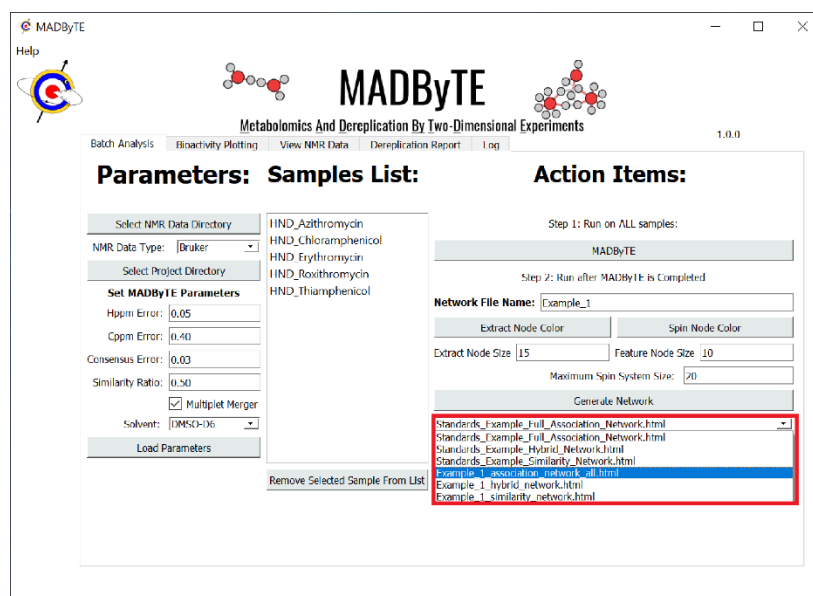 MADByTE
Help
MADByTE
Metabolomics And Dereplication By Two-Dimensional Experiments
1.0.0
Batch Analysis Bioactivity Plotting View NMR Data Dereplication Report Log
Parameters: Samples List: Action Items:
Select NMR Data Directory
NMR Data Type: Bruker
Select Project Directory
Set MADByTE Parameters
Hppm Error: 0.05
Cppm Error: 0.40
Consensus Error: 0.03
Similarity Ratio: 0.50
Multiplet Merger
Solvent: DMSO-D6
Load Parameters
HND_Azithromycin
HND_Chloramphenicol
HND_Erythromycin
HND_Roxithromycin
HND_Thiamphenicol
Remove Selected Sample From List
Step 1: Run on ALL samples:
MADByTE
Step 2: Run after MADByTE is Completed
Network File Name: Example_1
Extract Node Color Spin Node Color
Extract Node Size 15 Feature Node Size 10
Maximum Spin System Size: 20
Generate Network
Standards_Example_Full_Association_Network.html
Standards_Example_Full_Association_Network.html
Standards_Example_Hybrid_Network.html
Standards_Example_Similarity_Network.html
Example_1_association_network_all.html
Example_1_hybrid_network.html
Example_1_similarity_network.html